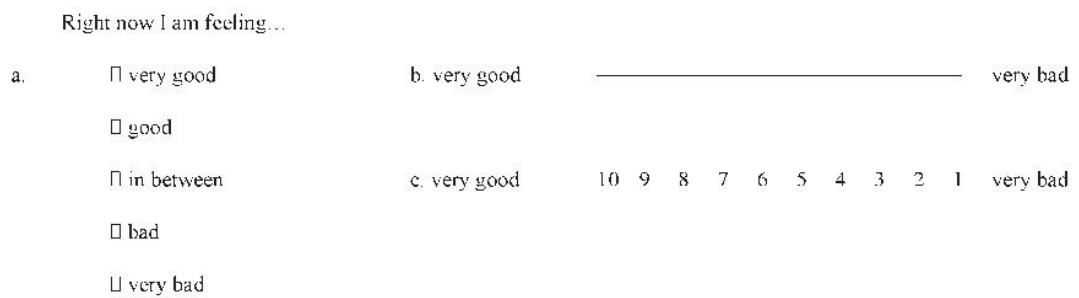 Right now I am feeling...
a. ▯ very good b. very good very bad
▯ good
▯ in between c. very good 10 9 8 7 6 5 4 3 2 1 very bad
▯ bad
▯ very bad